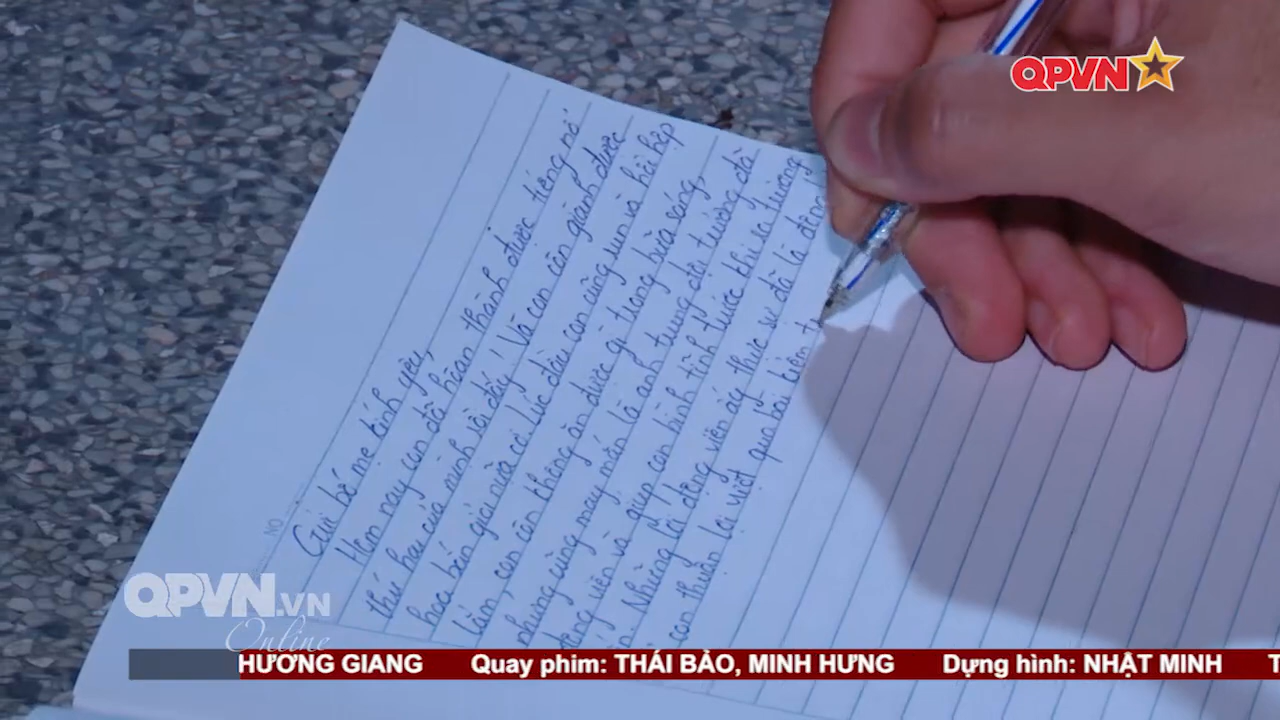 QPVN
NO
Gửi bố mẹ kính yêu,
Hôm nay con đã hoàn thành được tiếng nổ
thứ hai của mình rồi đấy! Và con còn giành được
hoa bắn giỏi nữa cơ. Lúc đầu con cũng run và hồi hộp
lắm, con còn không ăn được gì trong bữa sáng,
nhưng cũng may mắn là anh trung đội trưởng đã
động viên và giúp con bình tĩnh trước khi ra trường
Những lời động viên ấy thực sự đã là động
con thuận lợi vượt qua bài kiểm
QPVN.VN
Online
HƯƠNG GIANG Quay phim: THÁI BẢO, MINH HƯNG Dựng hình: NHẬT MINH T